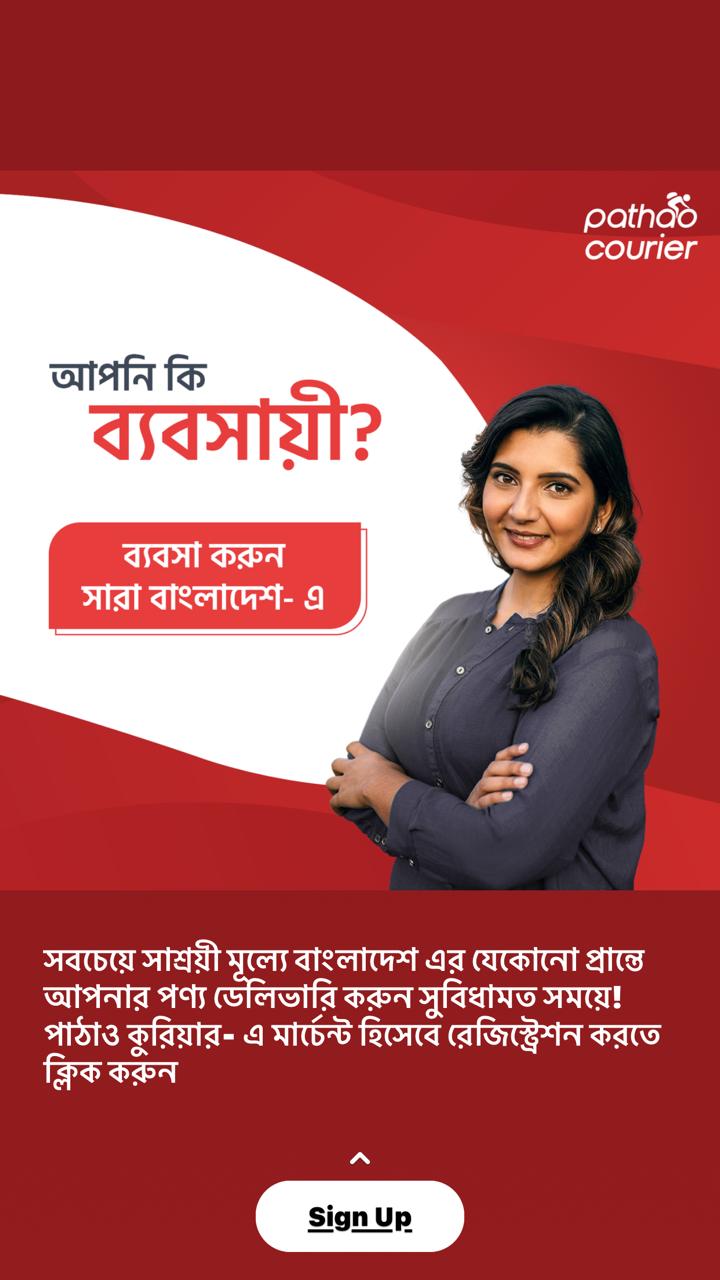 pathao
courier
আপনি কি
ব্যবসায়ী?
ব্যবসা করুন
সারা বাংলাদেশ- এ
সবচেয়ে সাশ্রয়ী মূল্যে বাংলাদেশ এর যেকোনো প্রান্তে
আপনার পণ্য ডেলিভারি করুন সুবিধামত সময়ে!
পাঠাও কুরিয়ার- এ মার্চেন্ট হিসেবে রেজিস্ট্রেশন করতে
ক্লিক করুন
Sign Up